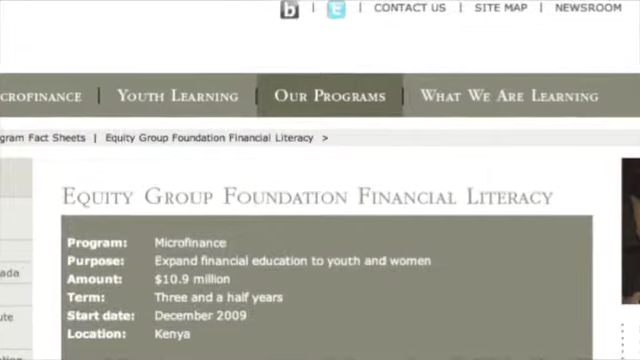 b | t | CONTACT US | SITE MAP | NEWSROOM
CROFINANCE | YOUTH LEARNING | OUR PROGRAMS | WHAT WE ARE LEARNING
gram Fact Sheets | Equity Group Foundation Financial Literacy >
EQUITY GROUP FOUNDATION FINANCIAL LITERACY
Program: Microfinance
Purpose: Expand financial education to youth and women
ada
Amount: $10.9 million
Term: Three and a half years
ute
Start date: December 2009
Location: Kenya